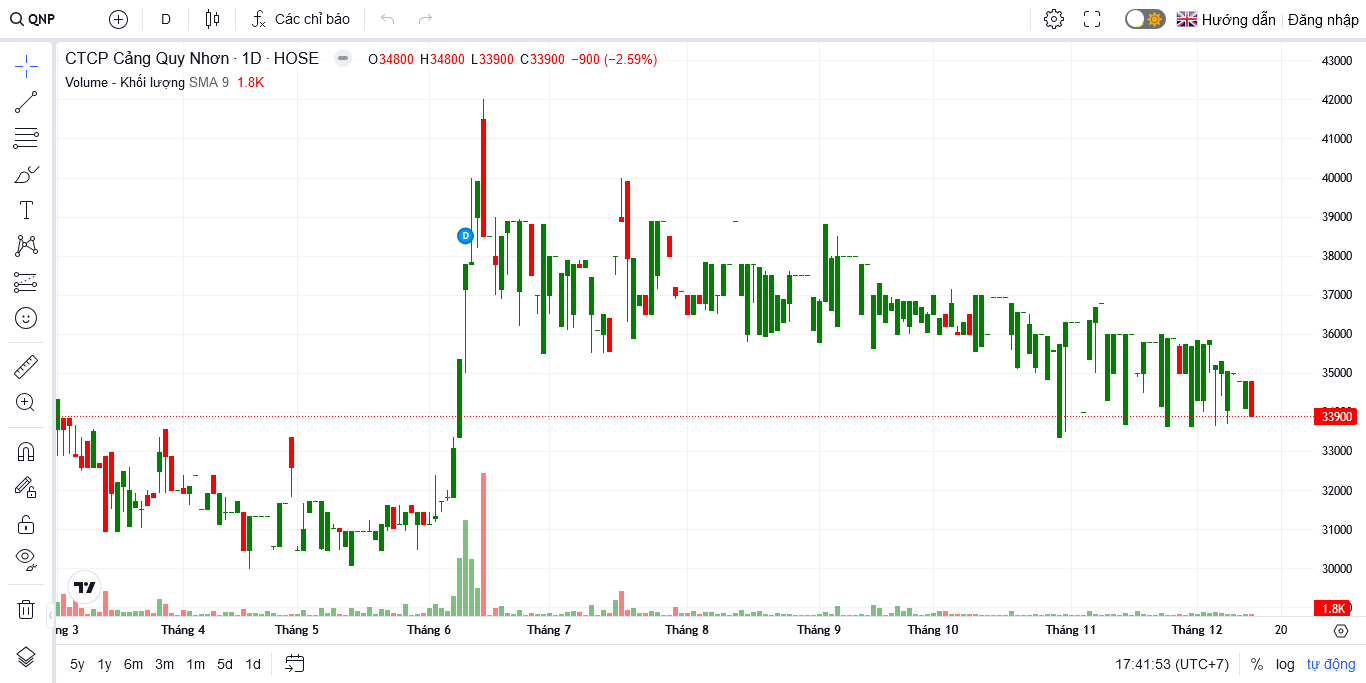 QNP D Các chỉ báo Hướng dẫn Đăng nhập
CTCP Cảng Quy Nhơn · 1D · HOSE O34800 H34800 L33900 C33900 −900 (−2.59%)
Volume - Khối lượng SMA 9 1.8K
43000
42000
41000
40000
39000
D
38000
37000
36000
35000
33900
33000
32000
31000
30000
1.8K
ng 3 Tháng 4 Tháng 5 Tháng 6 Tháng 7 Tháng 8 Tháng 9 Tháng 10 Tháng 11 Tháng 12 20
5y 1y 6m 3m 1m 5d 1d 17:41:53 (UTC+7) % log tự động